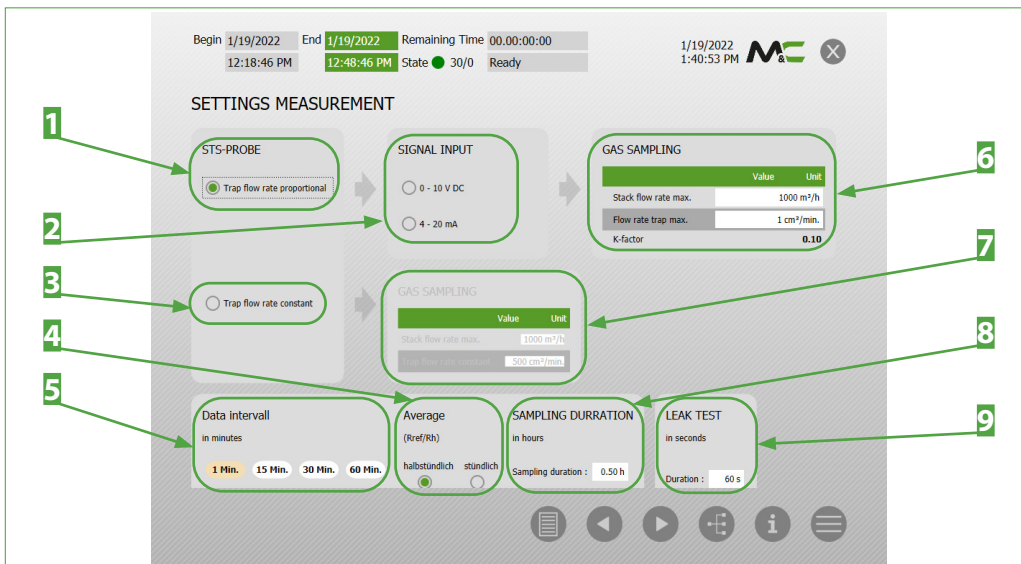 Begin 1/19/2022 End 1/19/2022 Remaining Time 00.00:00:00
12:18:46 PM 12:48:46 PM State 30/0 Ready
1/19/2022
1:40:53 PM
M&C
X
SETTINGS MEASUREMENT
1
2
3
4
5
STS-PROBE
Trap flow rate proportional
Trap flow rate constant
SIGNAL INPUT
0 - 10 V DC
4 - 20 mA
GAS SAMPLING
Value Unit
Stack flow rate max. 1000 m³/h
Flow rate trap max. 1 cm³/min.
K-factor 0.10
GAS SAMPLING
Value Unit
Stack flow rate max. 1000 m³/h
Trap flow rate constant 500 cm³/min.
6
7
8
9
Data intervall
in minutes
1 Min. 15 Min. 30 Min. 60 Min.
Average
(Rref/Rh)
halbstündlich stündlich
SAMPLING DURRATION
in hours
Sampling duration : 0.50 h
LEAK TEST
in seconds
Duration : 60 s
i